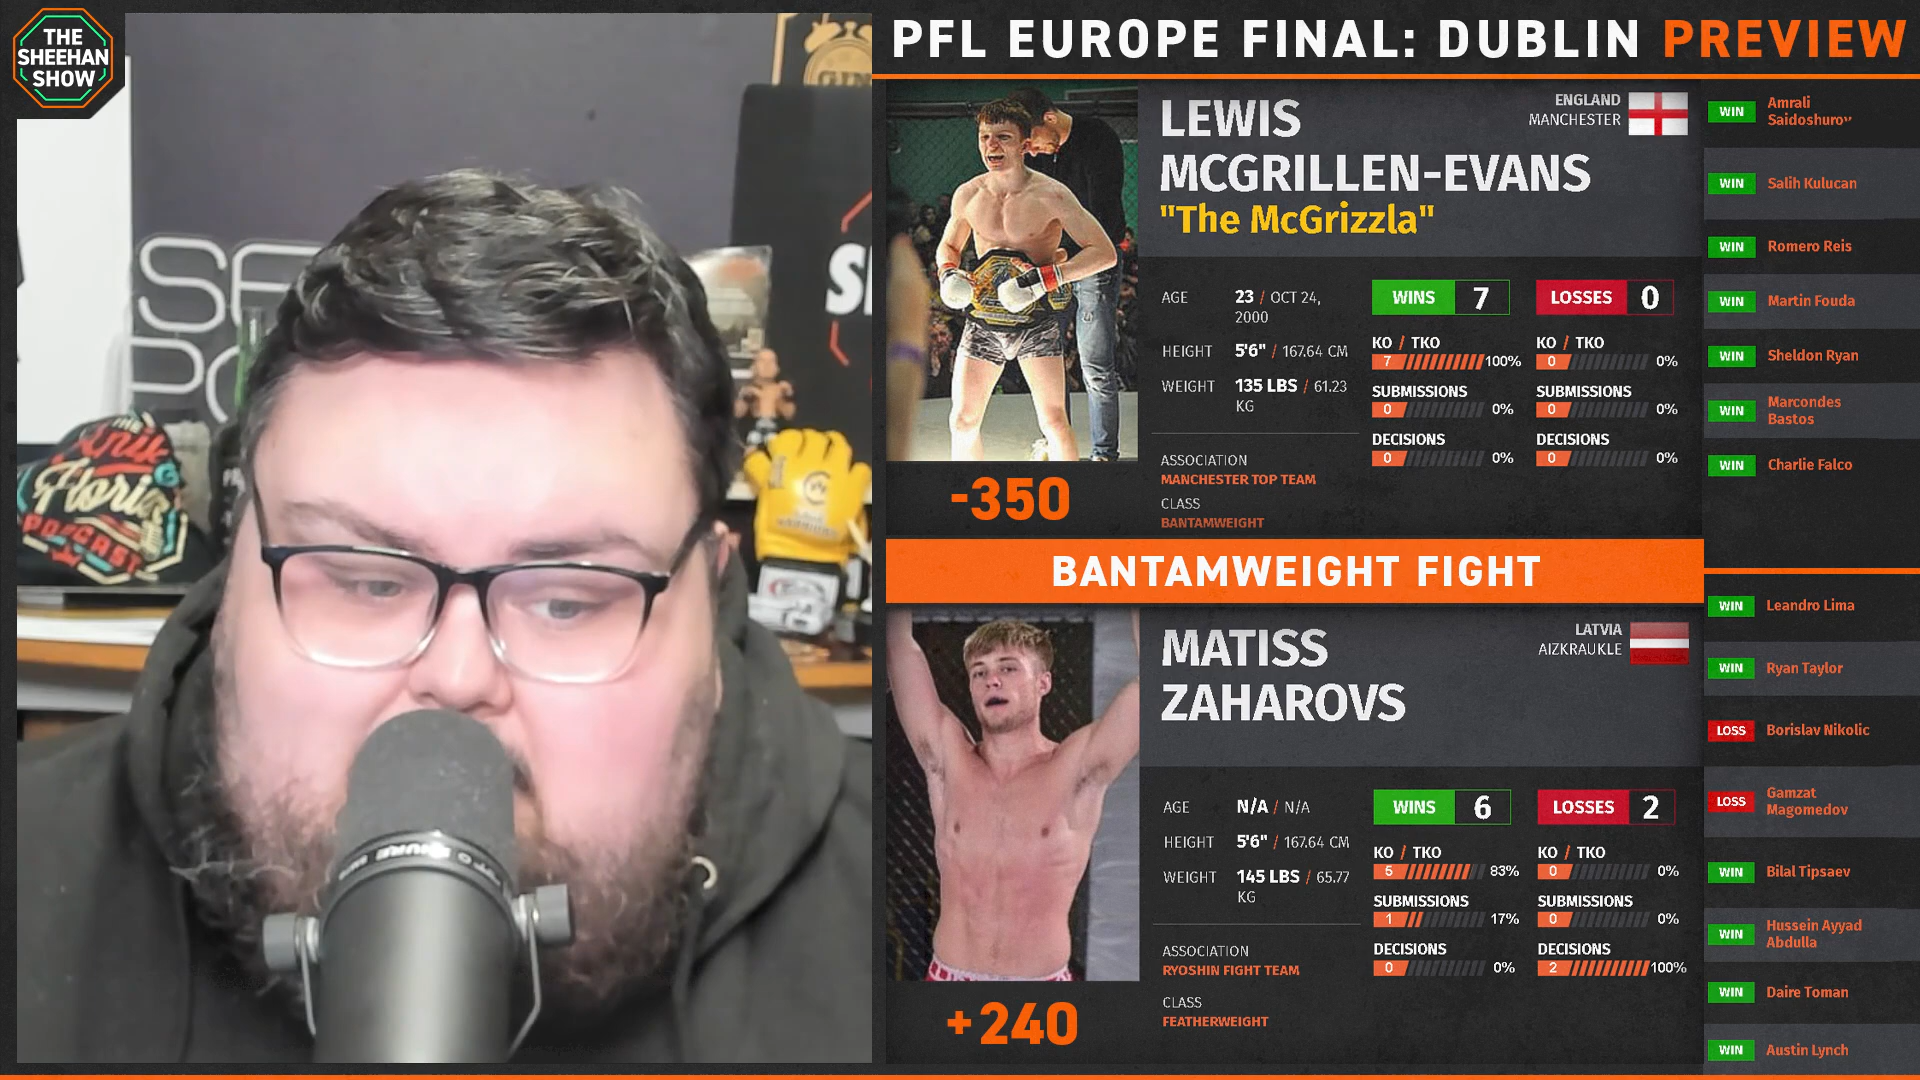 THE
SHEEHAN
SHOW
PFL EUROPE FINAL: DUBLIN PREVIEW
LEWIS
MCGRILLEN-EVANS
"The McGrizzla"
ENGLAND
MANCHESTER
AGE 23 / OCT 24,
2000
HEIGHT 5'6" / 167.64 CM
WEIGHT 135 LBS / 61.23
KG
ASSOCIATION
MANCHESTER TOP TEAM
CLASS
BANTAMWEIGHT
WINS 7
KO / TKO
7 100%
SUBMISSIONS
0 0%
DECISIONS
0 0%
LOSSES 0
KO / TKO
0 0%
SUBMISSIONS
0 0%
DECISIONS
0 0%
-350
WIN Amrali
Saidoshurov
WIN Salih Kulucan
WIN Romero Reis
WIN Martin Fouda
WIN Sheldon Ryan
WIN Marcondes
Bastos
WIN Charlie Falco
BANTAMWEIGHT FIGHT
MATISS
ZAHAROVS
LATVIA
AIZKRAUKLE
AGE N/A / N/A
HEIGHT 5'6" / 167.64 CM
WEIGHT 145 LBS / 65.77
KG
ASSOCIATION
RYOSHIN FIGHT TEAM
CLASS
FEATHERWEIGHT
WINS 6
KO / TKO
5 83%
SUBMISSIONS
1 17%
DECISIONS
0 0%
LOSSES 2
KO / TKO
0 0%
SUBMISSIONS
0 0%
DECISIONS
2 100%
+240
WIN Leandro Lima
WIN Ryan Taylor
LOSS Borislav Nikolic
LOSS Gamzat
Magomedov
WIN Bilal Tipsaev
WIN Hussein Ayyad
Abdulla
WIN Daire Toman
WIN Austin Lynch
THE
Anik
Florian
PODCAST
SHURE